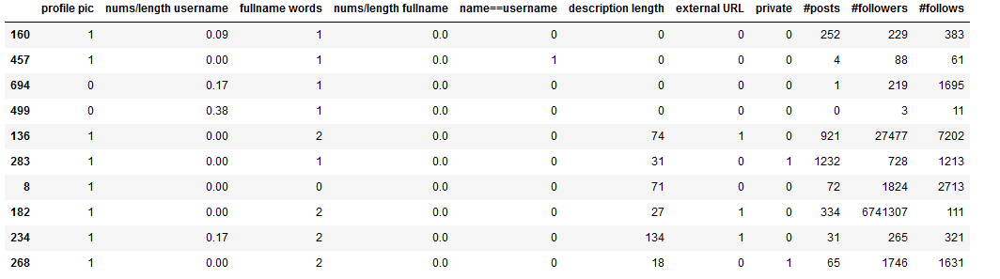 profile pic nums/length username fullname words nums/length fullname name==username description length external URL private #posts #followers #follows
160 1 0.09 1 0.0 0 0 0 0 252 229 383
457 1 0.00 1 0.0 1 0 0 0 4 88 61
694 0 0.17 1 0.0 0 0 0 0 1 219 1695
499 0 0.38 1 0.0 0 0 0 0 0 3 11
136 1 0.00 2 0.0 0 74 1 0 921 27477 7202
283 1 0.00 1 0.0 0 31 0 1 1232 728 1213
8 1 0.00 0 0.0 0 71 0 0 72 1824 2713
182 1 0.00 2 0.0 0 27 1 0 334 6741307 111
234 1 0.17 2 0.0 0 134 1 0 31 265 321
268 1 0.00 2 0.0 0 18 0 1 65 1746 1631